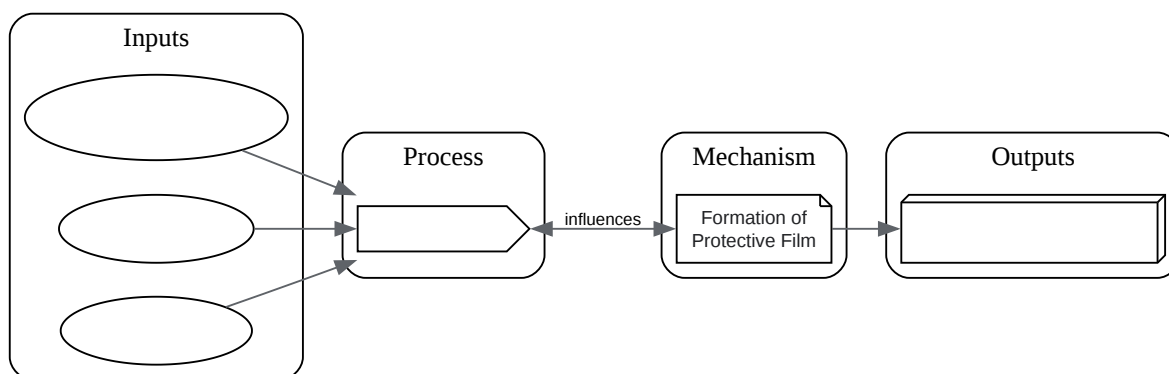 Inputs
Process
influences
Mechanism
Formation of
Protective Film
Outputs